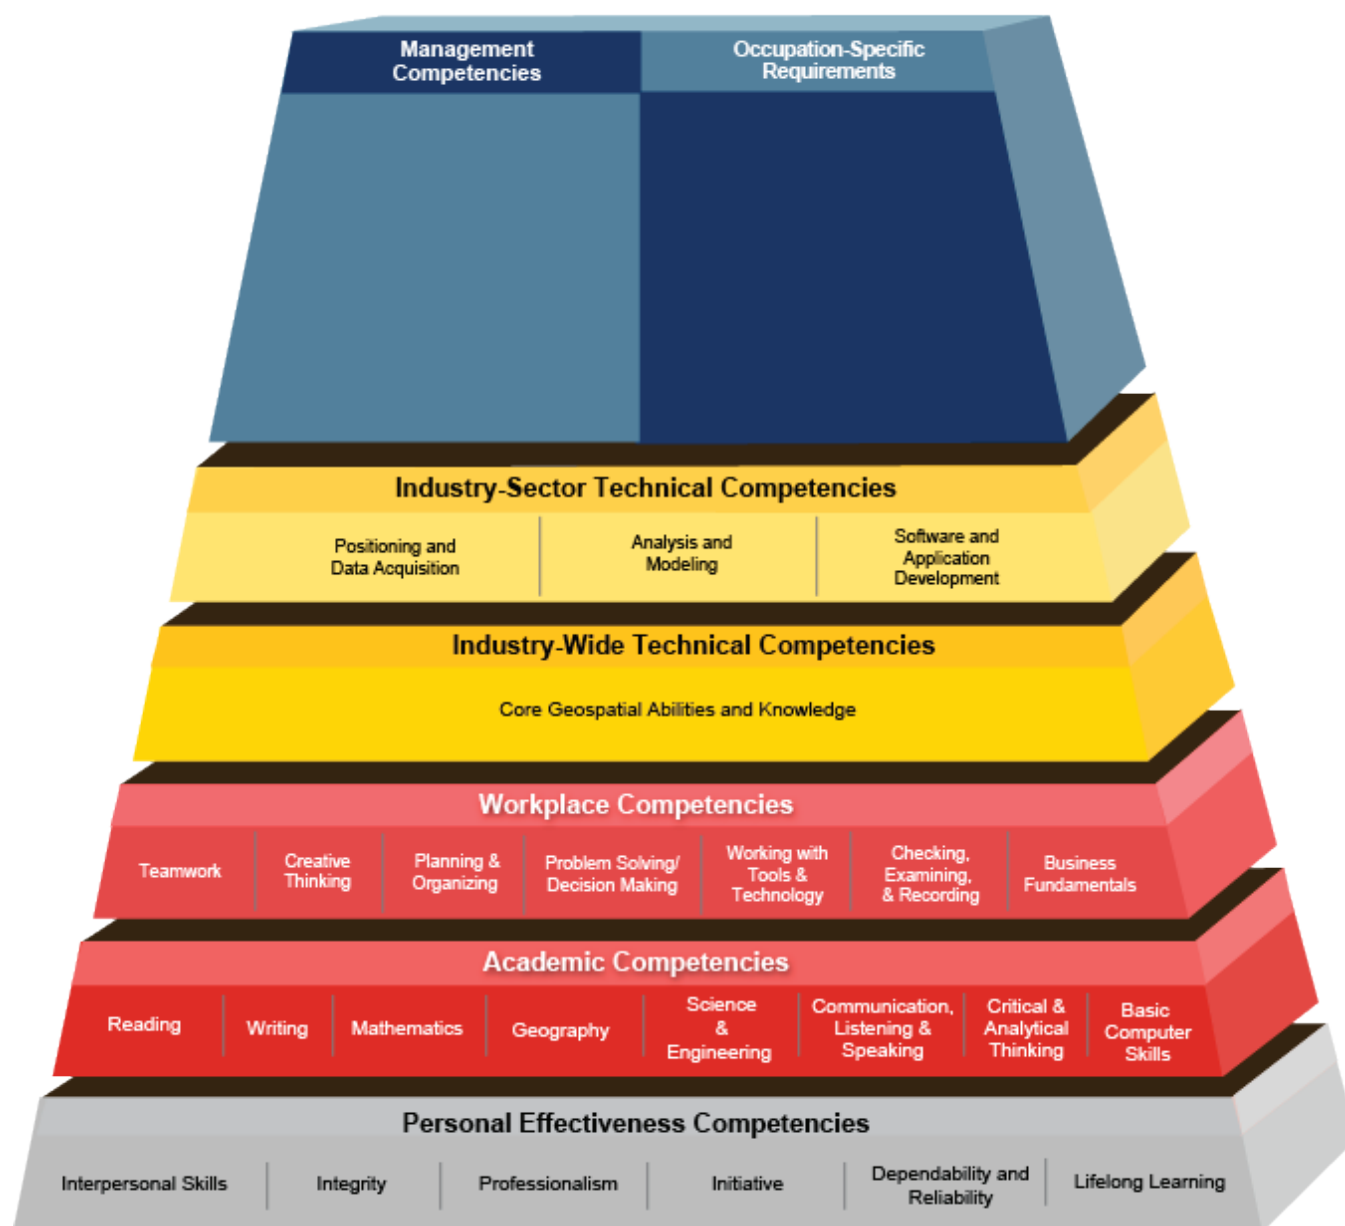 Management
Competencies
Occupation-Specific
Requirements
Industry-Sector Technical Competencies
Positioning and
Data Acquisition
Analysis and
Modeling
Software and
Application
Development
Industry-Wide Technical Competencies
Core Geospatial Abilities and Knowledge
Workplace Competencies
Teamwork
Creative
Thinking
Planning &
Organizing
Problem Solving/
Decision Making
Working with
Tools &
Technology
Checking,
Examining,
& Recording
Business
Fundamentals
Academic Competencies
Reading
Writing
Mathematics
Geography
Science
&
Engineering
Communication,
Listening &
Speaking
Critical &
Analytical
Thinking
Basic
Computer
Skills
Personal Effectiveness Competencies
Interpersonal Skills
Integrity
Professionalism
Initiative
Dependability and
Reliability
Lifelong Learning